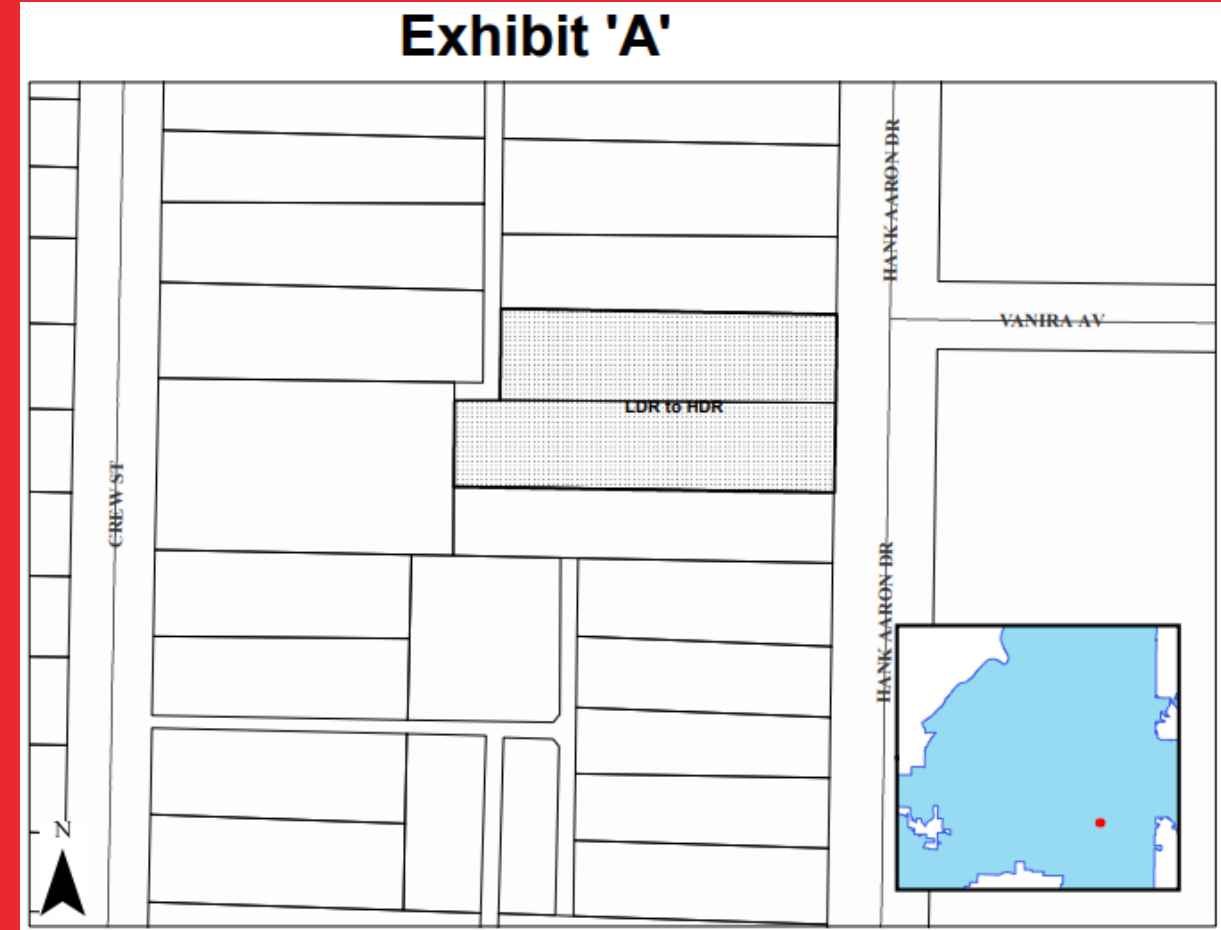 Exhibit 'A'
HANK AARON DR
VANIRA AV
LDR to HDR
CREW ST
HANK AARON DR
N